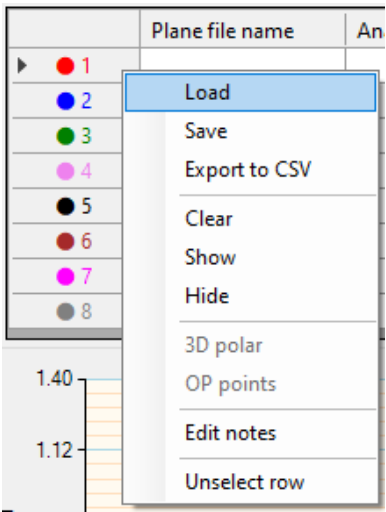 Plane file name Ana
1
2
3
4
5
6
7
8
Load
Save
Export to CSV
Clear
Show
Hide
3D polar
OP points
Edit notes
Unselect row
1.40
1.12